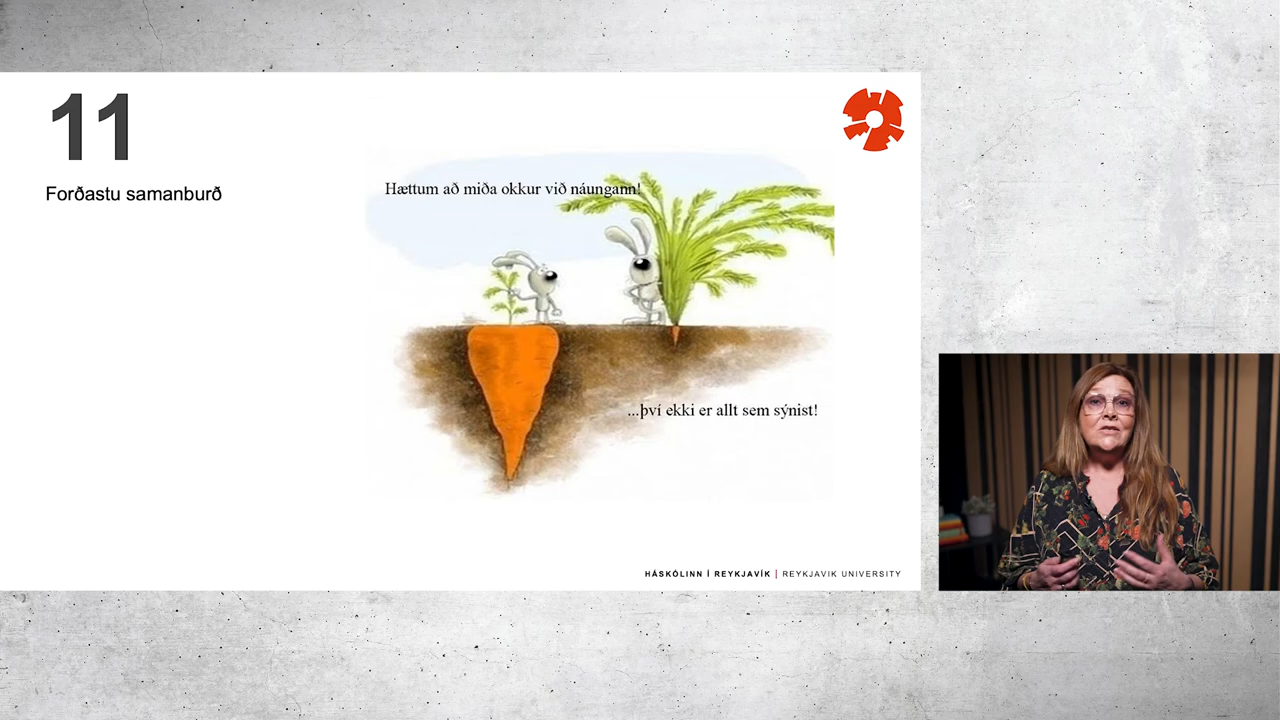 11
Forðastu samanburð
Hættum að miða okkur við náungann!
...því ekki er allt sem sýnist!
HÁSKÓLINN Í REYKJAVÍK | REYKJAVIK UNIVERSITY